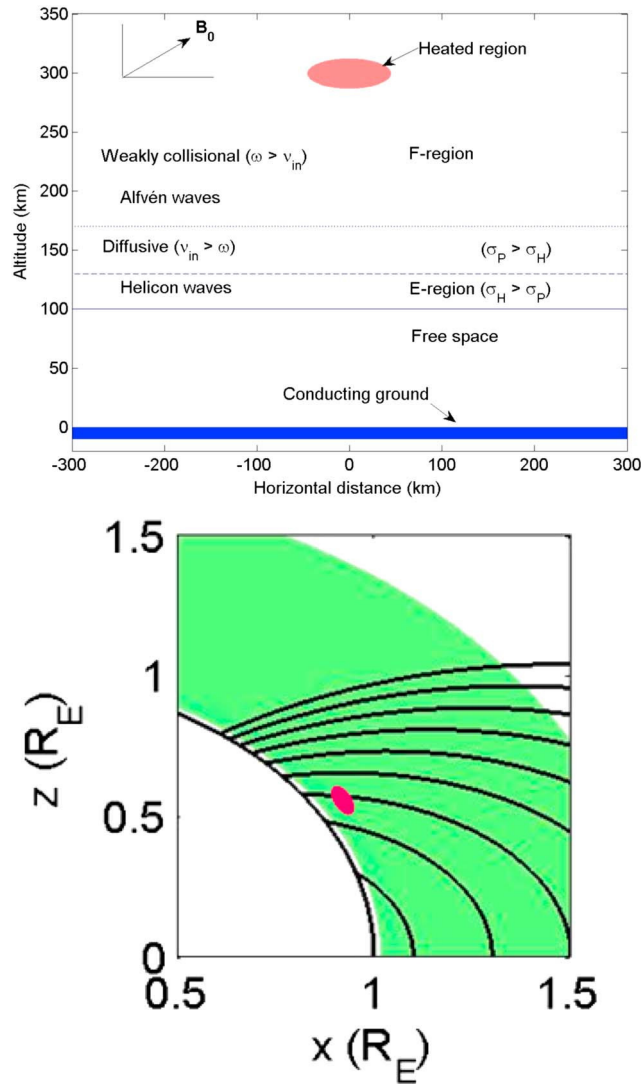 350
300
250
200
150
100
50
0
Altitude (km)
B0
Heated region
Weakly collisional (ω > νin)
F-region
Alfvén waves
Diffusive (νin > ω)
(σP > σH)
Helicon waves
E-region (σH > σP)
Free space
Conducting ground
-300 -200 -100 0 100 200 300
Horizontal distance (km)
1.5
1
0.5
0
z (RE)
0.5 1 1.5
x (RE)